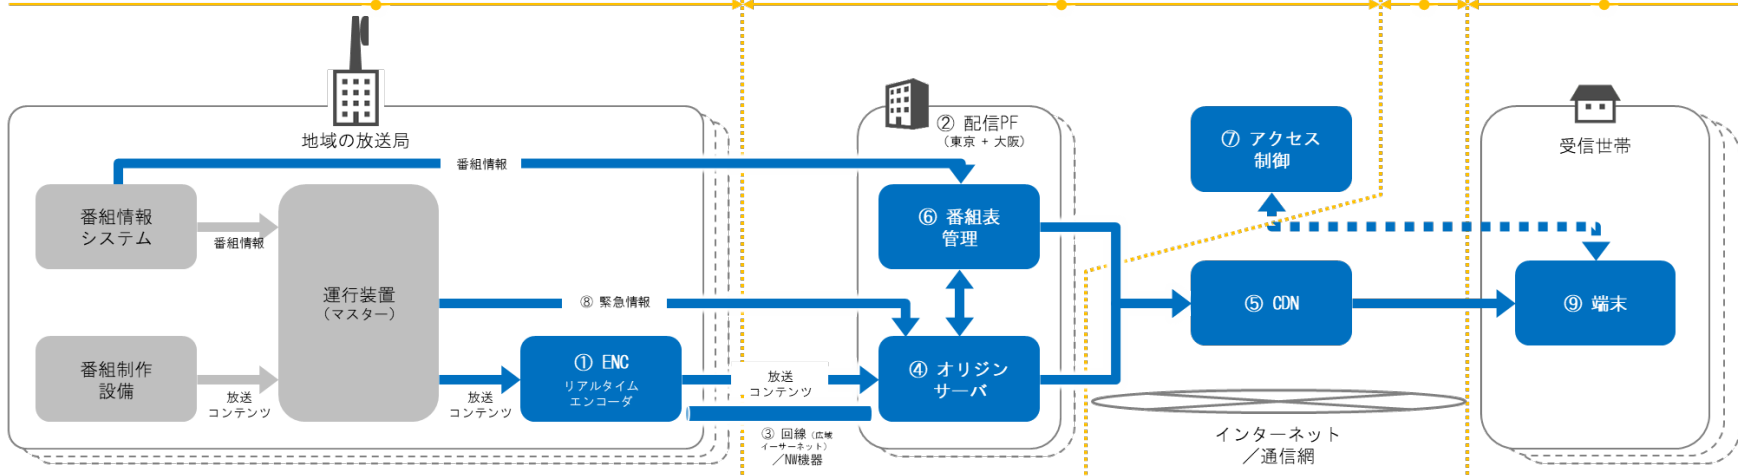 地域の放送局
番組情報
番組情報
システム
番組情報
運行装置
(マスター)
番組制作
設備
放送
コンテンツ
放送
コンテンツ
⑧ 緊急情報
① ENC
リアルタイム
エンコーダ
放送
コンテンツ
③ 回線 (広域
イーサーネット)
/NW機器
② 配信PF
(東京 + 大阪)
⑥ 番組表
管理
④ オリジン
サーバ
⑦ アクセス
制御
⑤ CDN
インターネット
/通信網
受信世帯
⑨ 端末